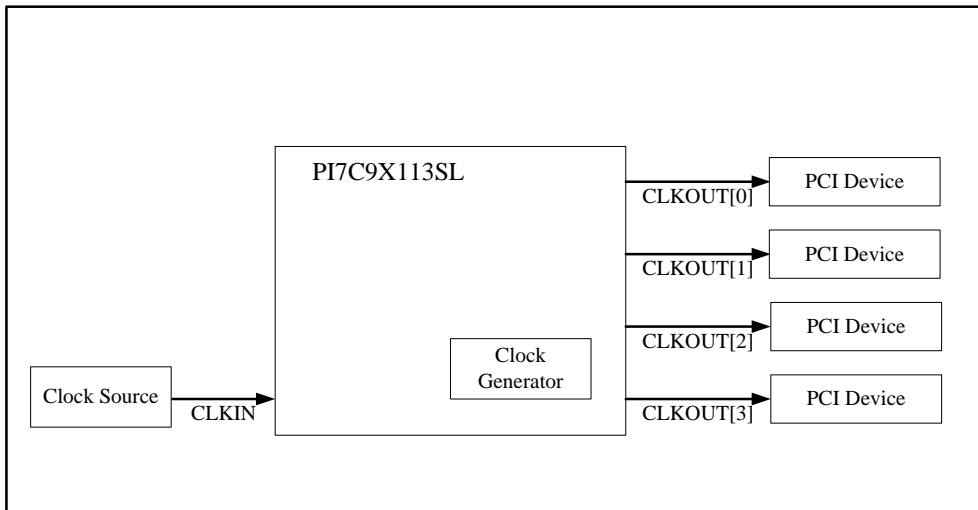 PI7C9X113SL
CLKOUT[0]
PCI Device
CLKOUT[1]
PCI Device
CLKOUT[2]
PCI Device
Clock
Generator
Clock Source
CLKIN
CLKOUT[3]
PCI Device